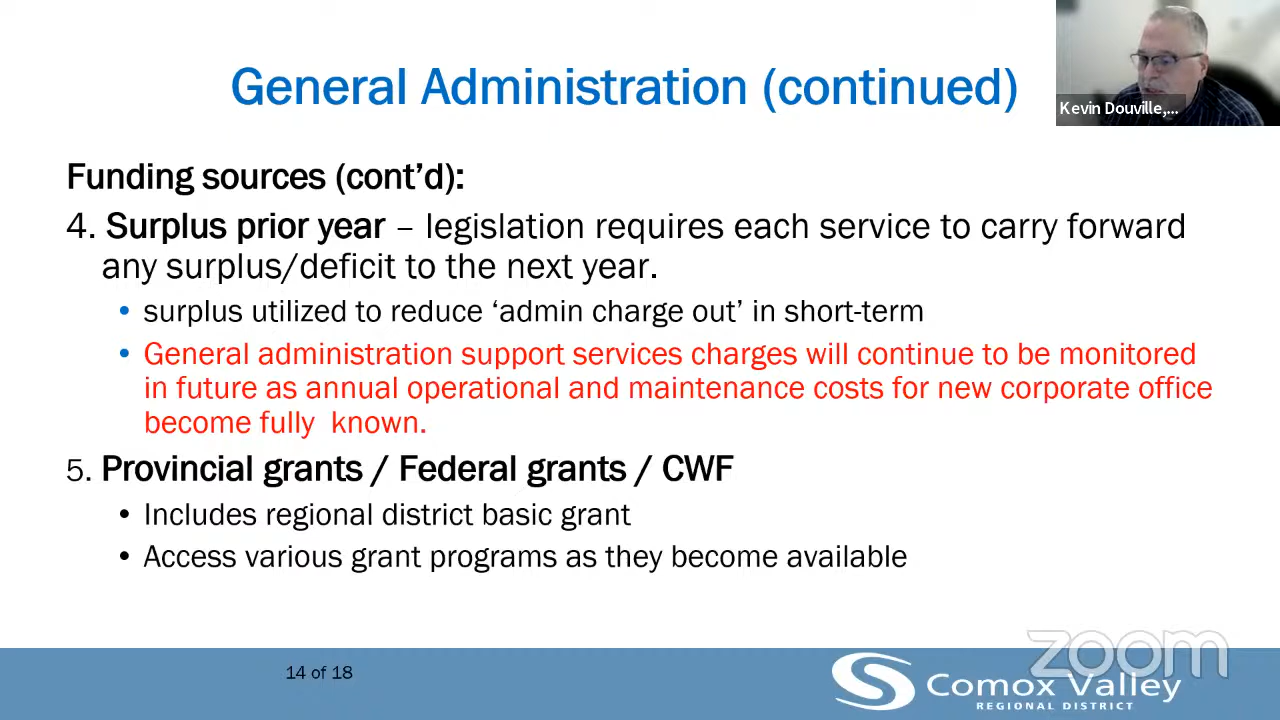 General Administration (continued)
Kevin Douville,...
Funding sources (cont’d):
4. Surplus prior year – legislation requires each service to carry forward
any surplus/deficit to the next year.
• surplus utilized to reduce ‘admin charge out’ in short-term
• General administration support services charges will continue to be monitored
in future as annual operational and maintenance costs for new corporate office
become fully  known.
5. Provincial grants / Federal grants / CWF
• Includes regional district basic grant
• Access various grant programs as they become available
zoom
14 of 18
Comox Valley
REGIONAL DISTRICT